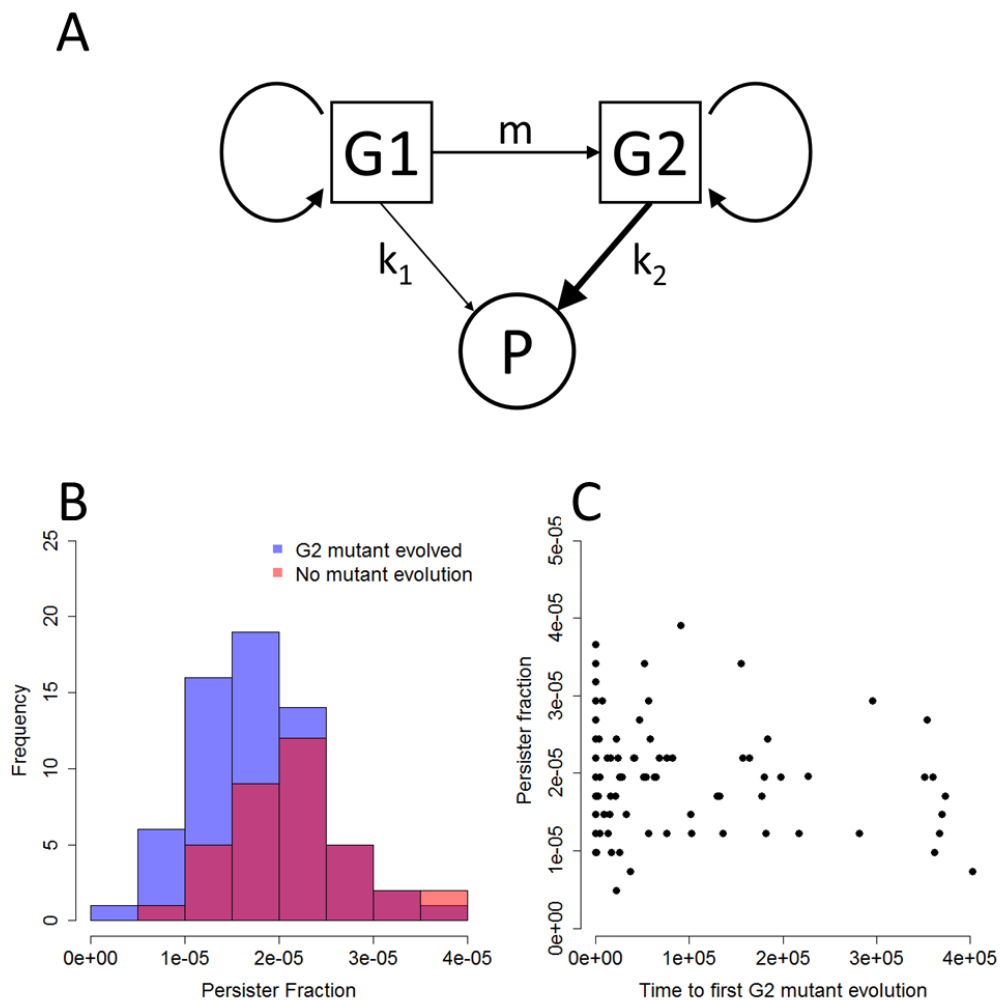 A
G1
m
G2
k1
k2
P
B
25
20
15
10
5
0
Frequency
G2 mutant evolved
No mutant evolution
0e+00
1e-05
2e-05
3e-05
4e-05
Persister Fraction
C
5e-05
4e-05
3e-05
2e-05
1e-05
0e+00
Persister fraction
0e+00
1e+05
2e+05
3e+05
4e+05
Time to first G2 mutant evolution